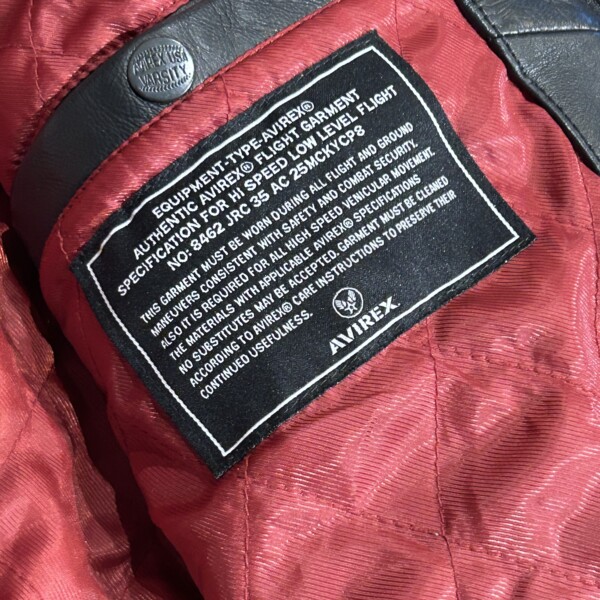 AVIREX USA
VARSITY
EQUIPMENT-TYPE-AVIREX®
AUTHENTIC AVIREX® FLIGHT GARMENT
SPECIFICATION FOR HI SPEED LOW LEVEL FLIGHT
NO: 8462 JRC 35 AC 25MCKYCP8
THIS GARMENT MUST BE WORN DURING ALL FLIGHT AND GROUND
MANEUVERS CONSISTENT WITH SAFETY AND COMBAT SECURITY.
ALSO IT IS REQUIRED FOR ALL HIGH SPEED VEHICULAR MOVEMENT.
THE MATERIALS WITH APPLICABLE AVIREX® SPECIFICATIONS
NO SUBSTITUTES MAY BE ACCEPTED. GARMENT MUST BE CLEANED
ACCORDING TO AVIREX® CARE INSTRUCTIONS TO PRESERVE THEIR
CONTINUED USEFULNESS.
AVIREX.